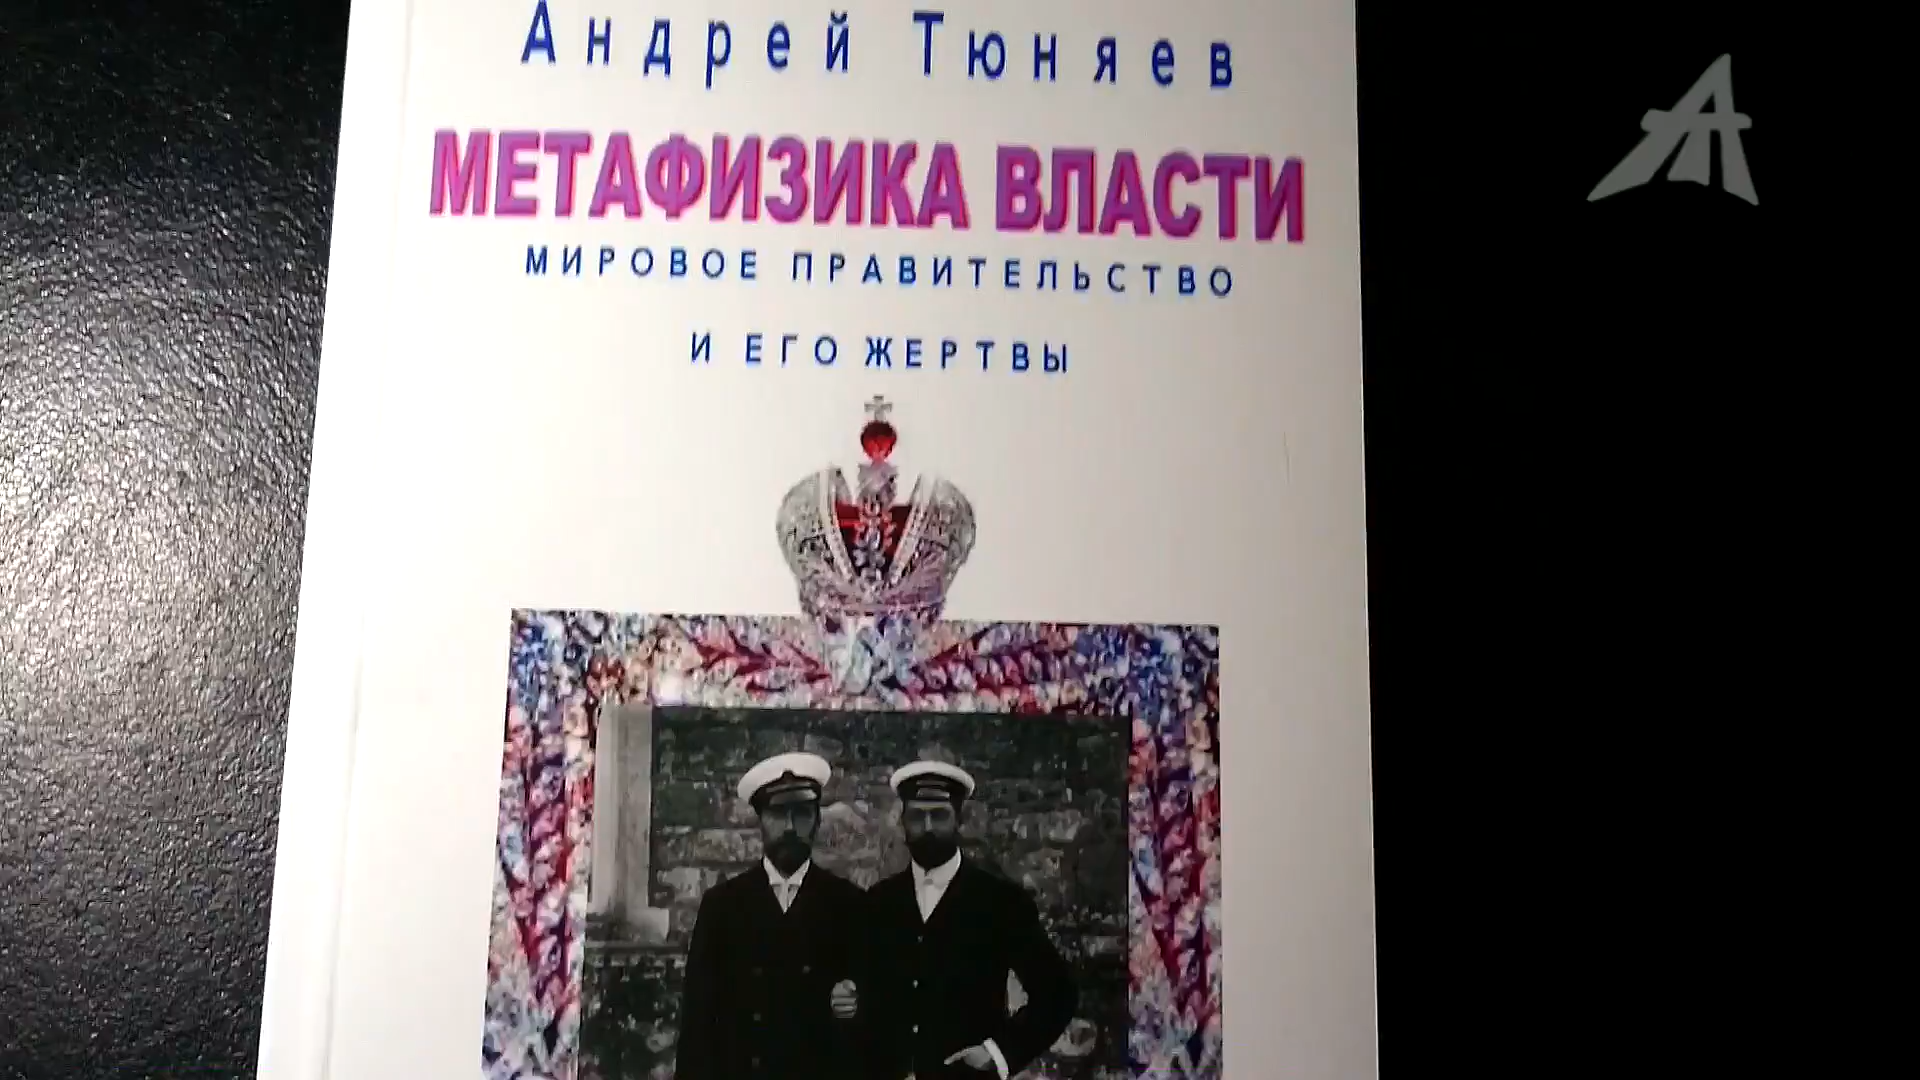 Андрей Тюняев
МЕТАФИЗИКА ВЛАСТИ
МИРОВОЕ ПРАВИТЕЛЬСТВО
И ЕГО ЖЕРТВЫ